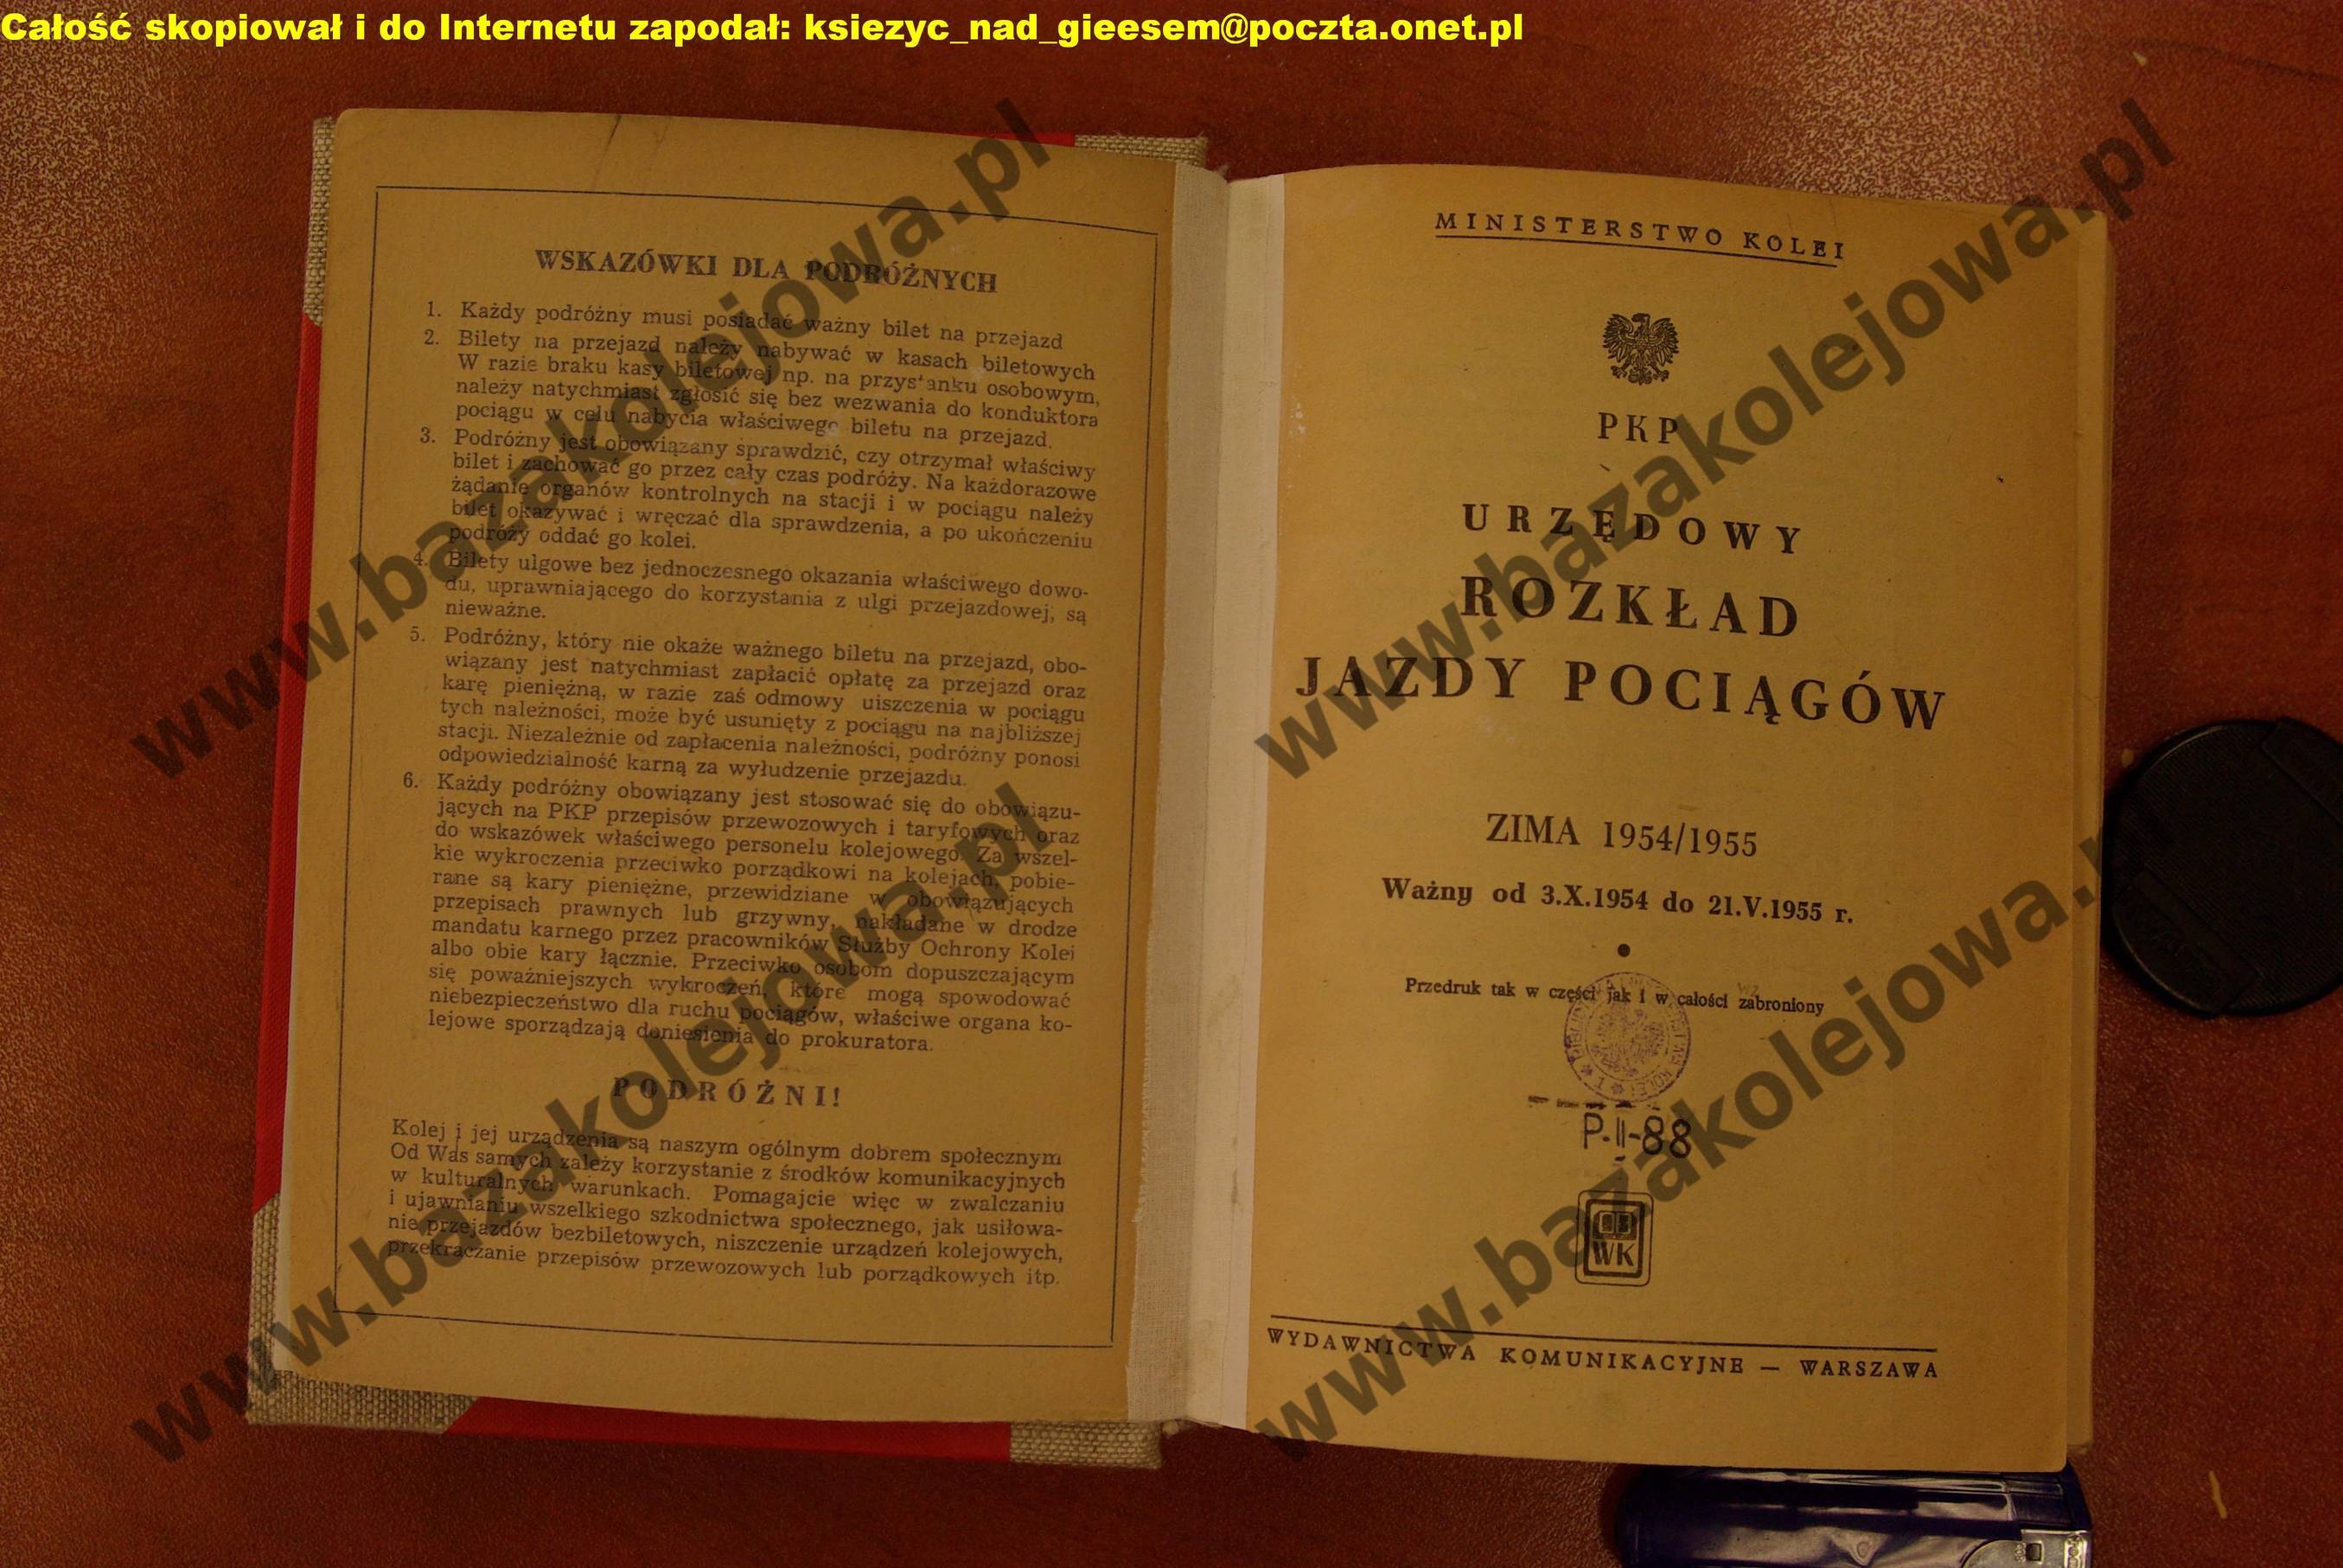 Całość skopiował i do Internetu zapodał: ksiezyc_nad_gieesem@poczta.onet.pl
WSKAZÓWKI DLA PODRÓŻNYCH
1. Każdy podróżny musi posiadać ważny bilet na przejazd
2. Bilety na przejazd należy nabywać w kasach biletowych
W razie braku kasy biletowej np. na przystanku osobowym,
należy natychmiast zgłosić się bez wezwania do konduktora
pociągu w celu nabycia właściwego biletu na przejazd.
3. Podróżny jest obowiązany sprawdzić, czy otrzymał właściwy
bilet i zachować go przez cały czas podróży. Na każdorazowe
żądanie organów kontrolnych na stacji i w pociągu należy
bilet okazywać i wręczać dla sprawdzenia, a po ukończeniu
podróży oddać go kolei.
4. Bilety ulgowe bez jednoczesnego okazania właściwego dowo-
du, uprawniającego do korzystania z ulgi przejazdowej, są
nieważne.
5. Podróżny, który nie okaże ważnego biletu na przejazd, obo-
wiązany jest natychmiast zapłacić opłatę za przejazd oraz
karę pieniężną, w razie zaś odmowy uiszczenia w pociągu
tych należności, może być usunięty z pociągu na najbliższej
stacji. Niezależnie od zapłacenia należności, podróżny ponosi
odpowiedzialność karną za wyłudzenie przejazdu.
6. Każdy podróżny obowiązany jest stosować się do obowiązu-
jących na PKP przepisów przewozowych i taryfowych oraz
do wskazówek właściwego personelu kolejowego. Za wszel-
kie wykroczenia przeciwko porządkowi na kolejach, pobie-
rane są kary pieniężne, przewidziane w obowiązujących
przepisach prawnych lub grzywny, nakładane w drodze
mandatu karnego przez pracowników Służby Ochrony Kolei
albo obie kary łącznie. Przeciwko osobom dopuszczającym
się poważniejszych wykroczeń, które mogą spowodować
niebezpieczeństwo dla ruchu pociągów, właściwe organa ko-
lejowe sporządzają doniesienia do prokuratora.
PODRÓŻNI!
Kolej i jej urządzenia są naszym ogólnym dobrem społecznym
Od Was samych zależy korzystanie z środków komunikacyjnych
w kulturalnych warunkach. Pomagajcie więc w zwalczaniu
i ujawnianiu wszelkiego szkodnictwa społecznego, jak usiłowa-
nie przejazdów bezbiletowych, niszczenie urządzeń kolejowych,
przekraczanie przepisów przewozowych lub porządkowych itp.
MINISTERSTWO KOLEI
PKP
URZĘDOWY
ROZKŁAD
JAZDY POCIĄGÓW
ZIMA 1954/1955
Ważny od 3.X.1954 do 21.V.1955 r.
Przedruk tak w części jak i w całości zabroniony
P-II-88
WK
WYDAWNICTWA KOMUNIKACYJNE — WARSZAWA
www.bazakolejowa.pl
www.bazakolejowa.pl
www.bazakolejowa.pl
www.bazakolejowa.p